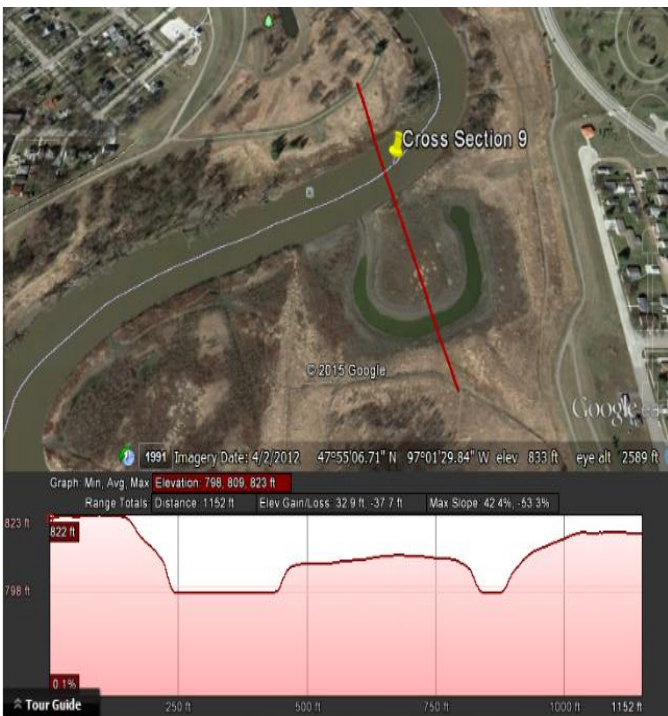 Cross Section 9
© 2015 Google
Google ea
1991 Imagery Date: 4/2/2012 47°55'06.71" N 97°01'29.84" W elev 833 ft eye alt 2589 ft
Graph: Min, Avg, Max Elevation: 798, 809, 823 ft
Range Totals: Distance: 1152 ft Elev Gain/Loss: 32.9 ft, -37.7 ft Max Slope: 42.4%, -53.3%
823 ft
822 ft
798 ft
0.1%
Tour Guide
250 ft 500 ft 750 ft 1000 ft 1152 ft